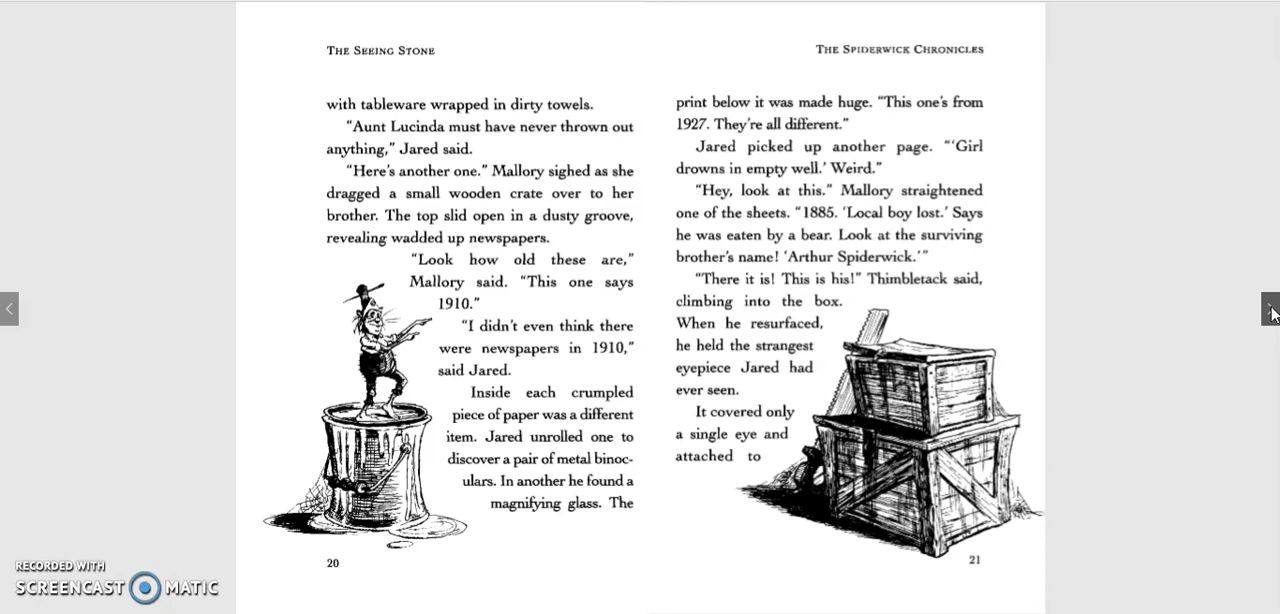 THE SEEING STONE
with tableware wrapped in dirty towels.
“Aunt Lucinda must have never thrown out
anything,” Jared said.
“Here’s another one.” Mallory sighed as she
dragged a small wooden crate over to her
brother. The top slid open in a dusty groove,
revealing wadded up newspapers.
“Look how old these are,”
Mallory said. “This one says
1910.”
“I didn’t even think there
were newspapers in 1910,”
said Jared.
Inside each crumpled
piece of paper was a different
item. Jared unrolled one to
discover a pair of metal binoc-
ulars. In another he found a
magnifying glass. The
20
THE SPIDERWICK CHRONICLES
print below it was made huge. “This one’s from
1927. They’re all different.”
Jared picked up another page. “‘Girl
drowns in empty well.’ Weird.”
“Hey, look at this.” Mallory straightened
one of the sheets. “1885. ‘Local boy lost.’ Says
he was eaten by a bear. Look at the surviving
brother’s name! ‘Arthur Spiderwick.’”
“There it is! This is his!” Thimbletack said,
climbing into the box.
When he resurfaced,
he held the strangest
eyepiece Jared had
ever seen.
It covered only
a single eye and
attached to
21
RECORDED WITH
SCREENCAST MATIC